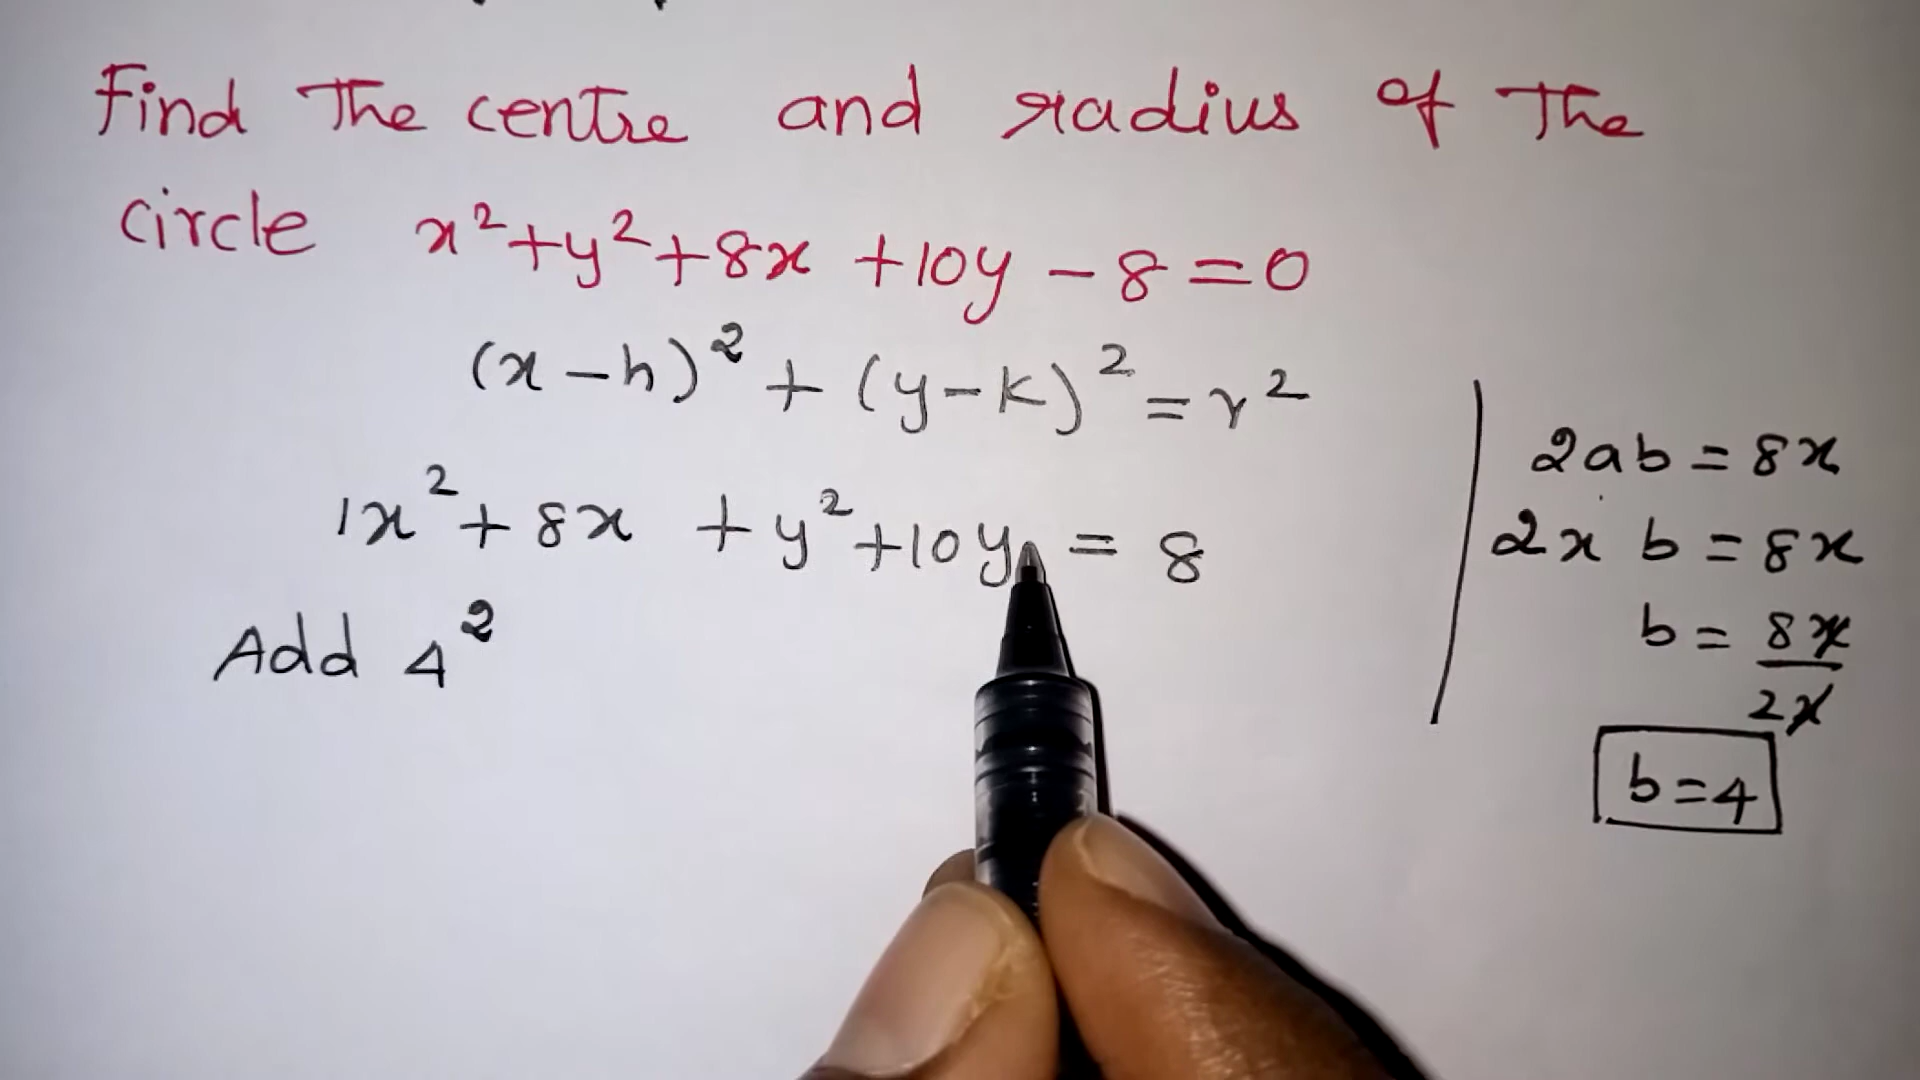 Find The centre and radius of The
circle x²+y²+8x +10y -8=0
(x-h)² + (y-k)² = r²
1x² + 8x + y² +10y = 8
Add 4²
2ab = 8x
2x b = 8x
b = 8x/2x
b=4